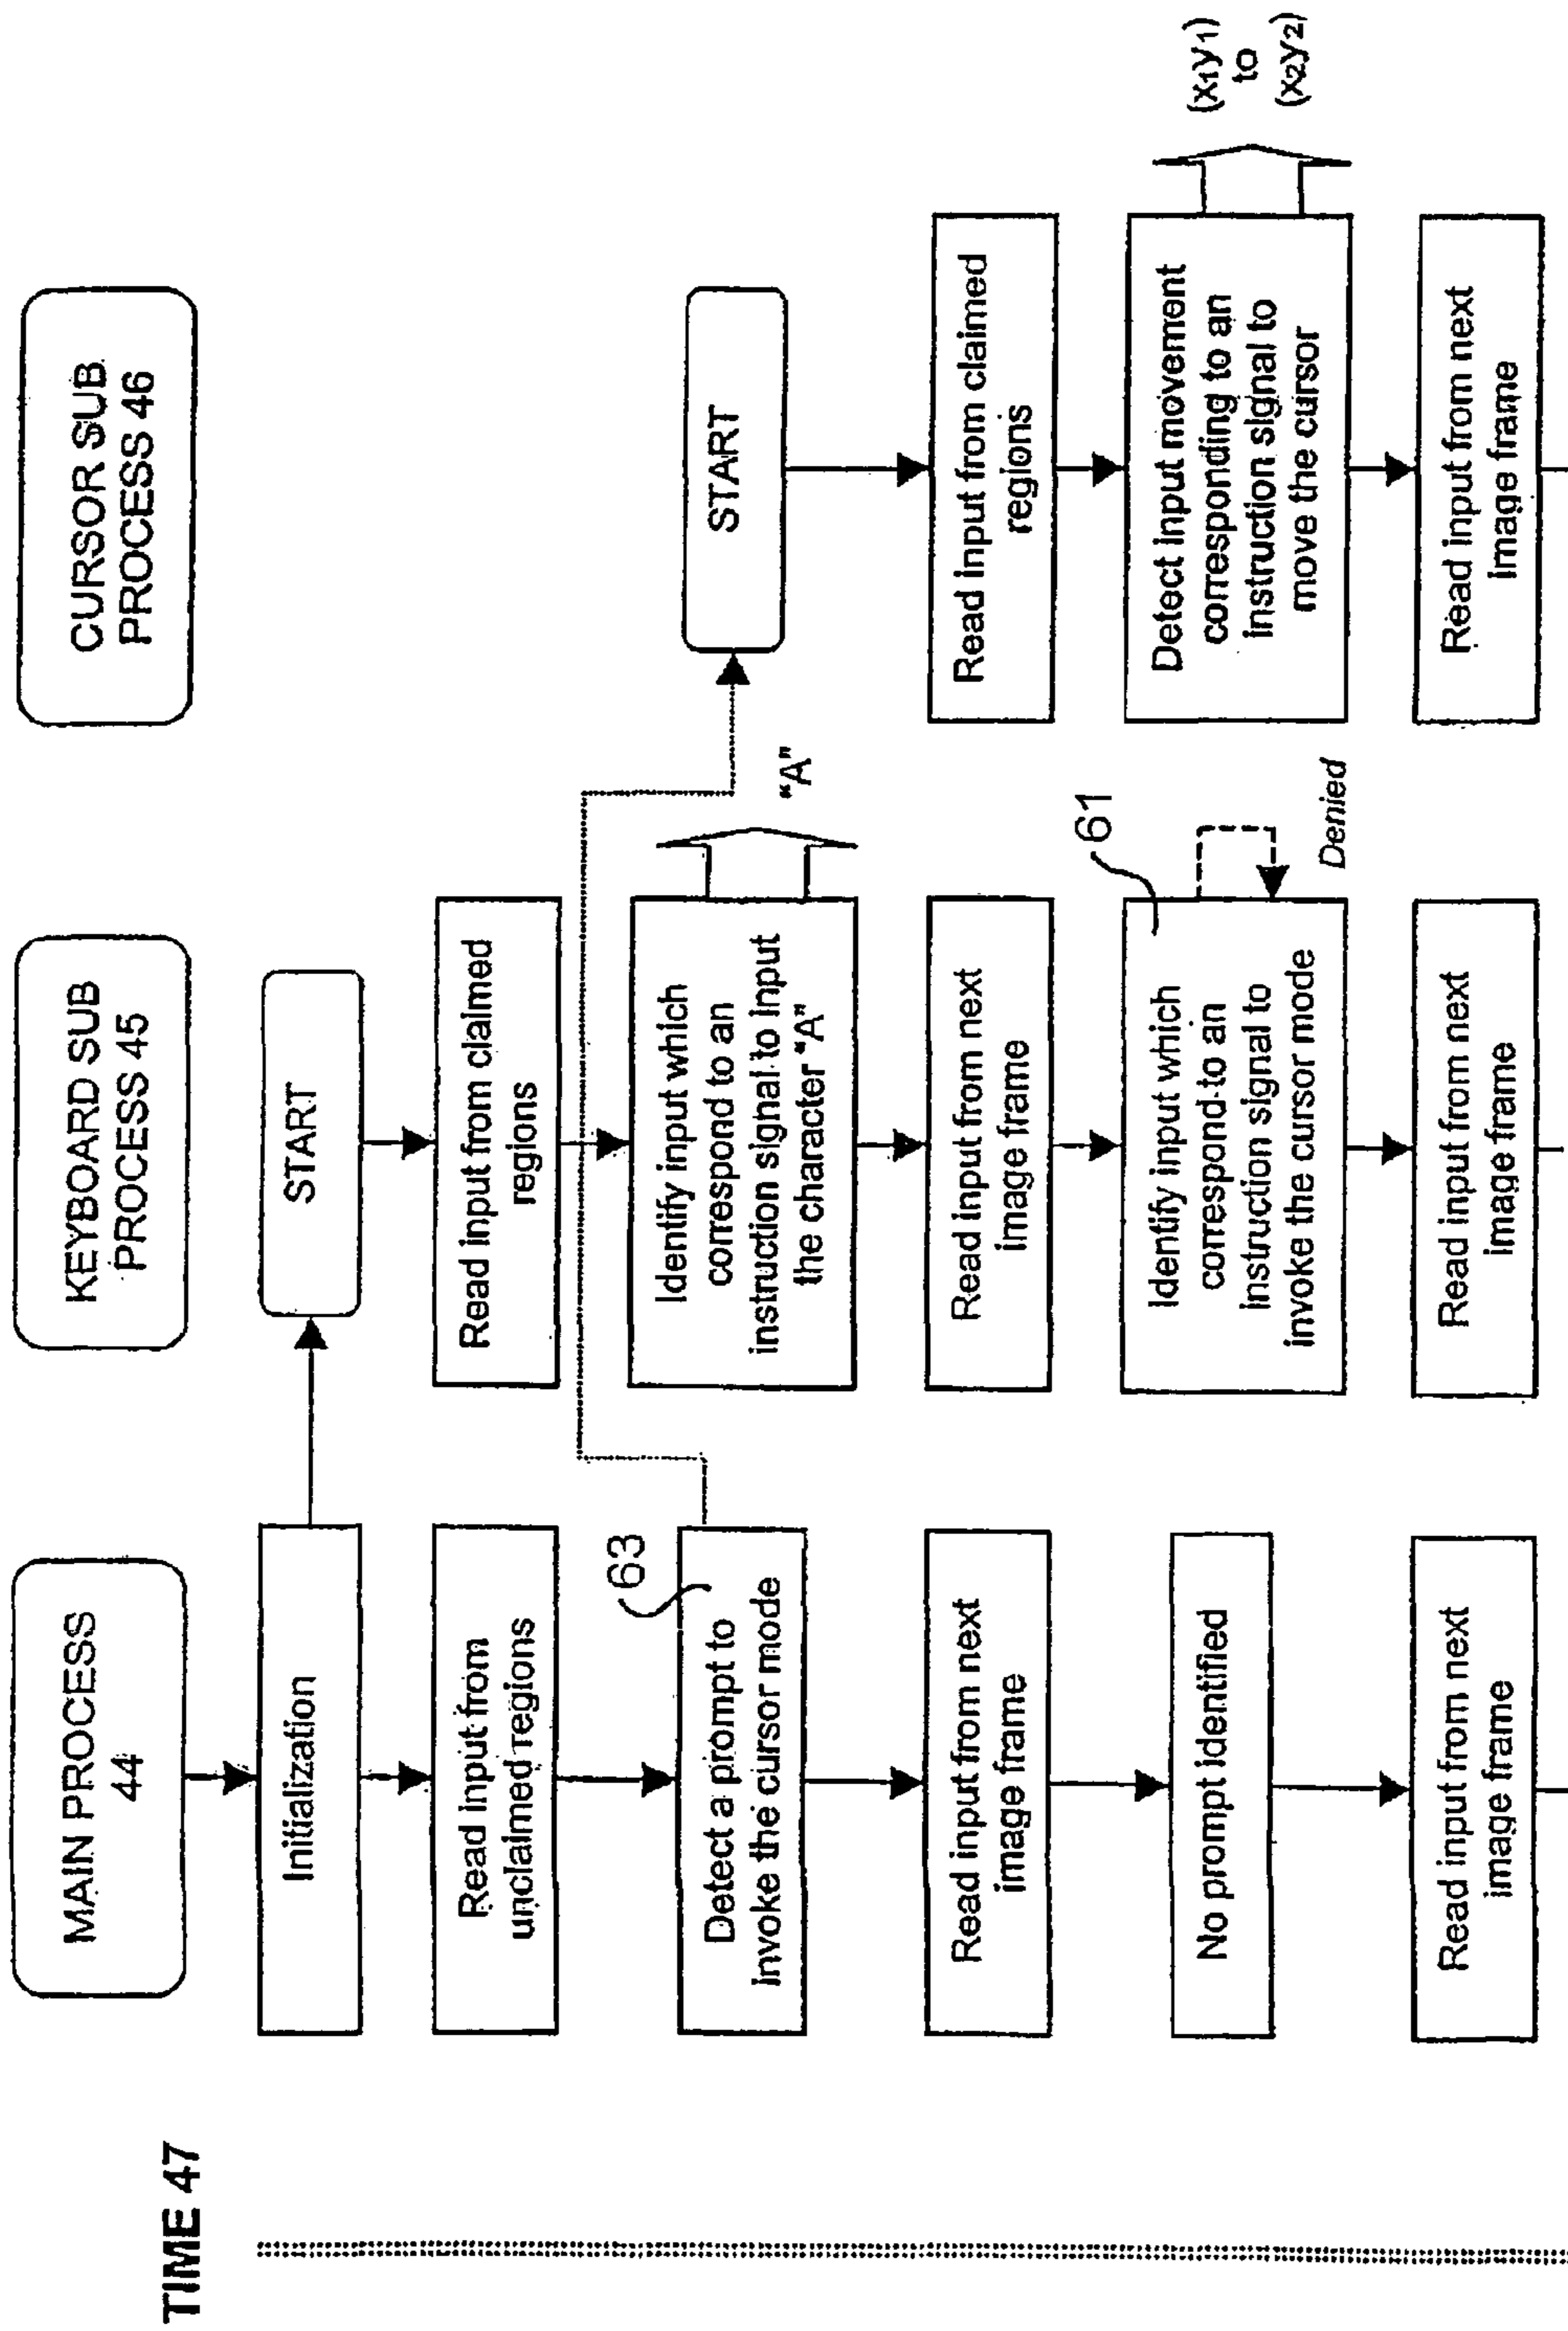 TIME 47
MAIN PROCESS
44
Initialization
Read input from
unclaimed regions
63
Detect a prompt to
invoke the cursor mode
Read input from next
image frame
No prompt identified
Read input from next
image frame
KEYBOARD SUB
PROCESS 45
START
Read input from claimed
regions
Identify input which
correspond to an
instruction signal to input
the character "A"
"A"
Read input from next
image frame
61
Identify input which
correspond to an
instruction signal to
invoke the cursor mode
Denied
Read input from next
image frame
CURSOR SUB
PROCESS 46
START
Read input from claimed
regions
Detect input movement
corresponding to an
instruction signal to
move the cursor
(x1y1)
to
(x2y2)
Read input from next
image frame